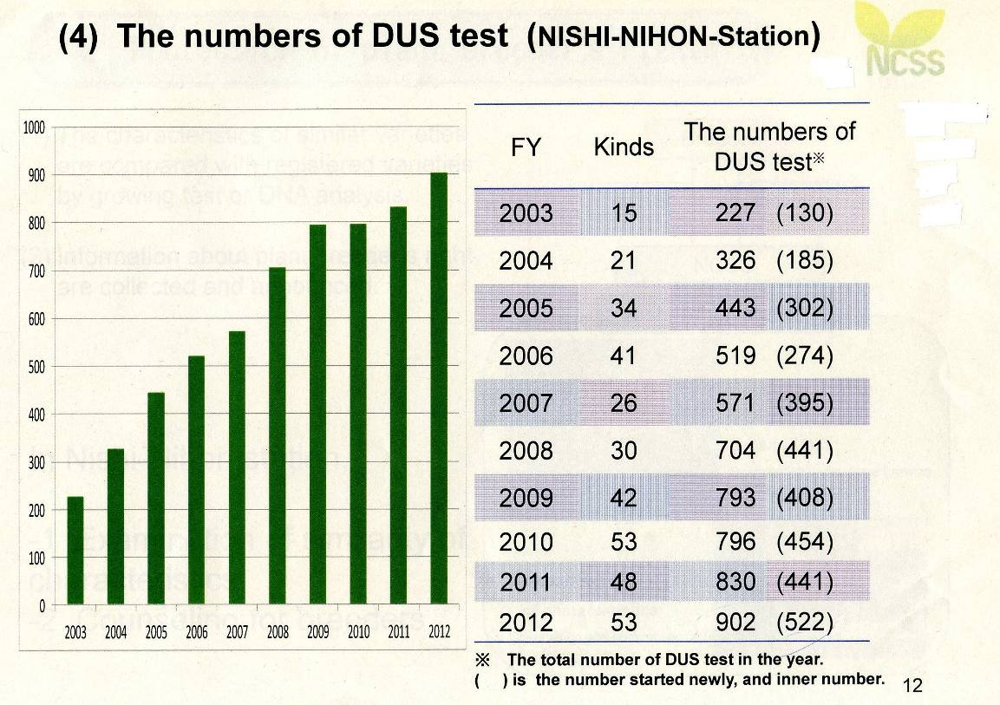 (4) The numbers of DUS test (NISHI-NIHON-Station)
NCSS
1000
900
800
700
600
500
400
300
200
100
0
2003 2004 2005 2006 2007 2008 2009 2010 2011 2012
FY Kinds The numbers of DUS test※
2003 15 227 (130)
2004 21 326 (185)
2005 34 443 (302)
2006 41 519 (274)
2007 26 571 (395)
2008 30 704 (441)
2009 42 793 (408)
2010 53 796 (454)
2011 48 830 (441)
2012 53 902 (522)
※ The total number of DUS test in the year.
( ) is the number started newly, and inner number.
12